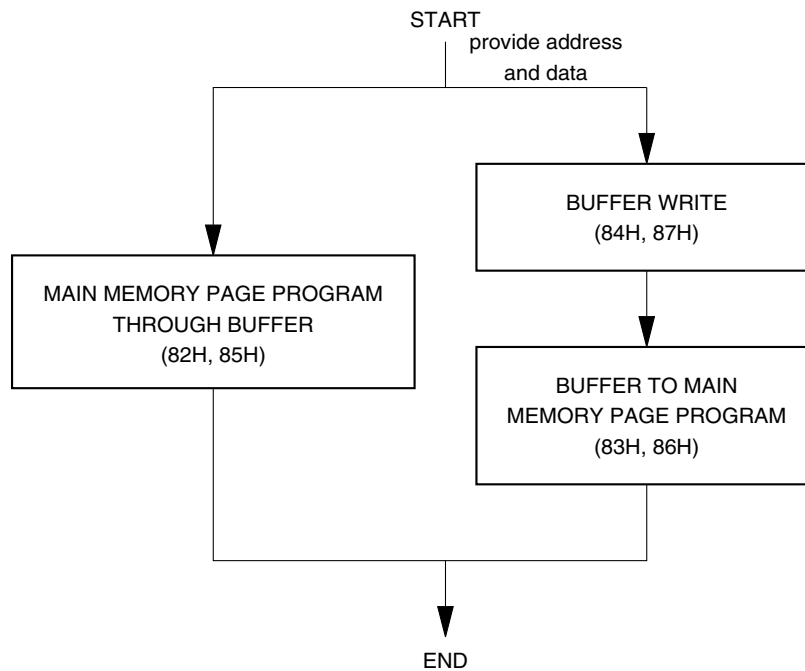 START
provide address
and data
BUFFER WRITE
(84H, 87H)
MAIN MEMORY PAGE PROGRAM
THROUGH BUFFER
(82H, 85H)
BUFFER TO MAIN
MEMORY PAGE PROGRAM
(83H, 86H)
END